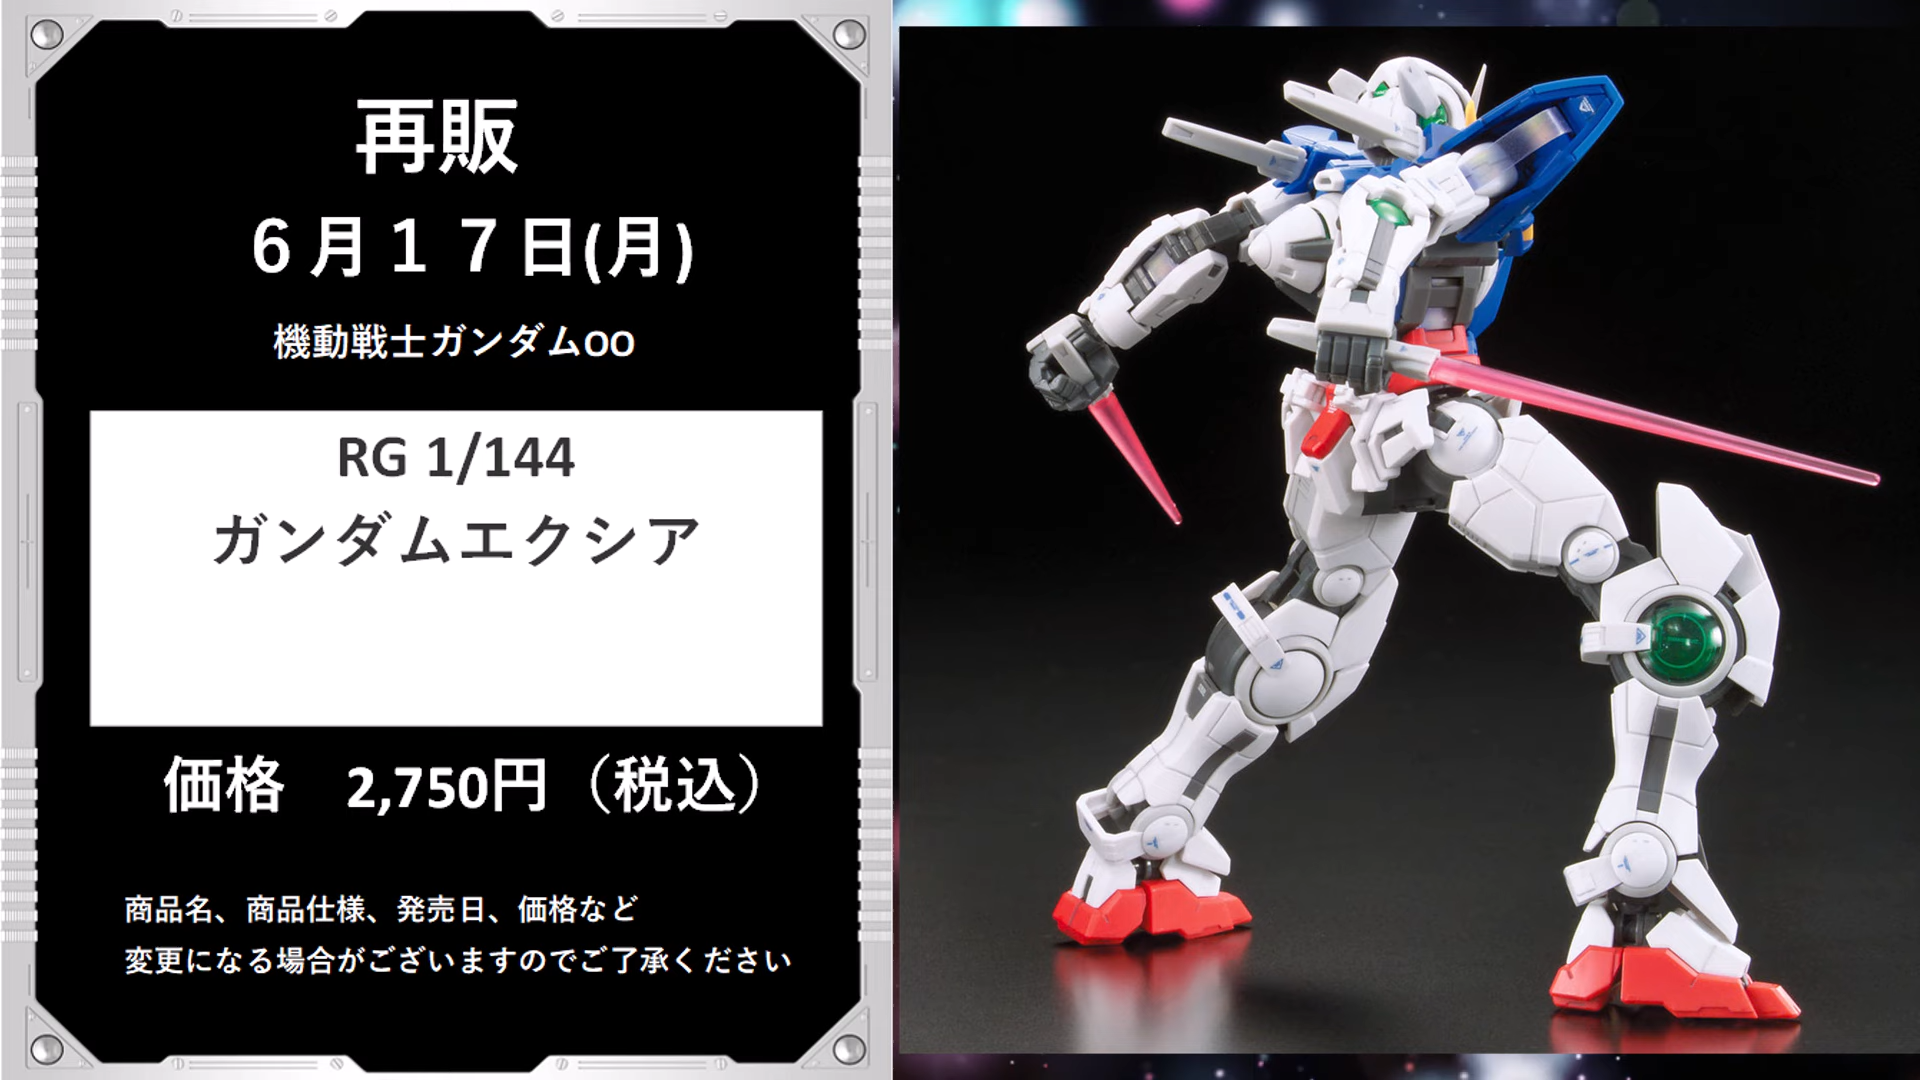 再販
６月１７日(月)
機動戦士ガンダムOO
RG 1/144
ガンダムエクシア
価格　2,750円（税込）
商品名、商品仕様、発売日、価格など
変更になる場合がございますのでご了承ください